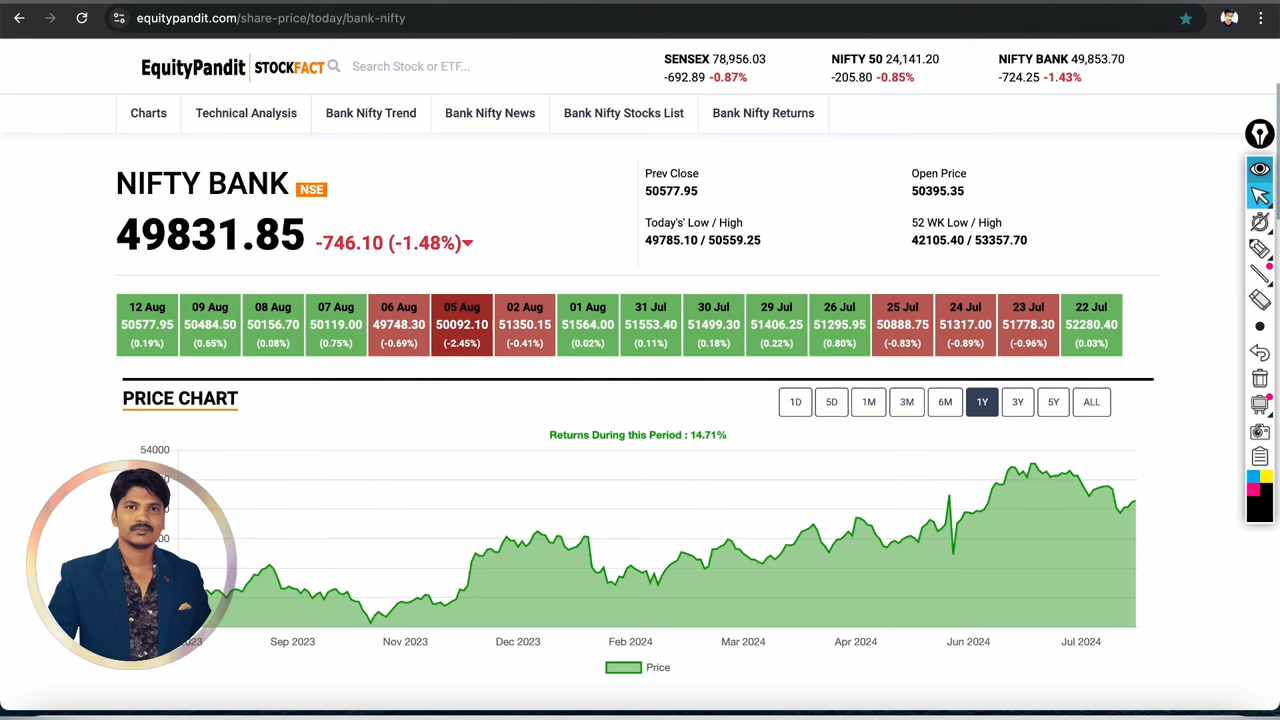 equitypandit.com/share-price/today/bank-nifty
EquityPandit STOCKFACT Search Stock or ETF...
SENSEX 78,956.03 NIFTY 50 24,141.20 NIFTY BANK 49,853.70
-692.89 -0.87% -205.80 -0.85% -724.25 -1.43%
Charts Technical Analysis Bank Nifty Trend Bank Nifty News Bank Nifty Stocks List Bank Nifty Returns
NIFTY BANK NSE
49831.85 -746.10 (-1.48%)
Prev Close Open Price
50577.95 50395.35
Today's' Low / High 52 WK Low / High
49785.10 / 50559.25 42105.40 / 53357.70
12 Aug 09 Aug 08 Aug 07 Aug 06 Aug 05 Aug 02 Aug 01 Aug 31 Jul 30 Jul 29 Jul 26 Jul 25 Jul 24 Jul 23 Jul 22 Jul
50577.95 50484.50 50156.70 50119.00 49748.30 50092.10 51350.15 51564.00 51553.40 51499.30 51406.25 51295.95 50888.75 51317.00 51778.30 52280.40
(0.19%) (0.65%) (0.08%) (0.75%) (-0.69%) (-2.45%) (-0.41%) (0.02%) (0.11%) (0.18%) (0.22%) (0.80%) (-0.83%) (-0.89%) (-0.96%) (0.03%)
PRICE CHART 1D 5D 1M 3M 6M 1Y 3Y 5Y ALL
Returns During this Period : 14.71%
54000
Sep 2023 Nov 2023 Dec 2023 Feb 2024 Mar 2024 Apr 2024 Jun 2024 Jul 2024
Price